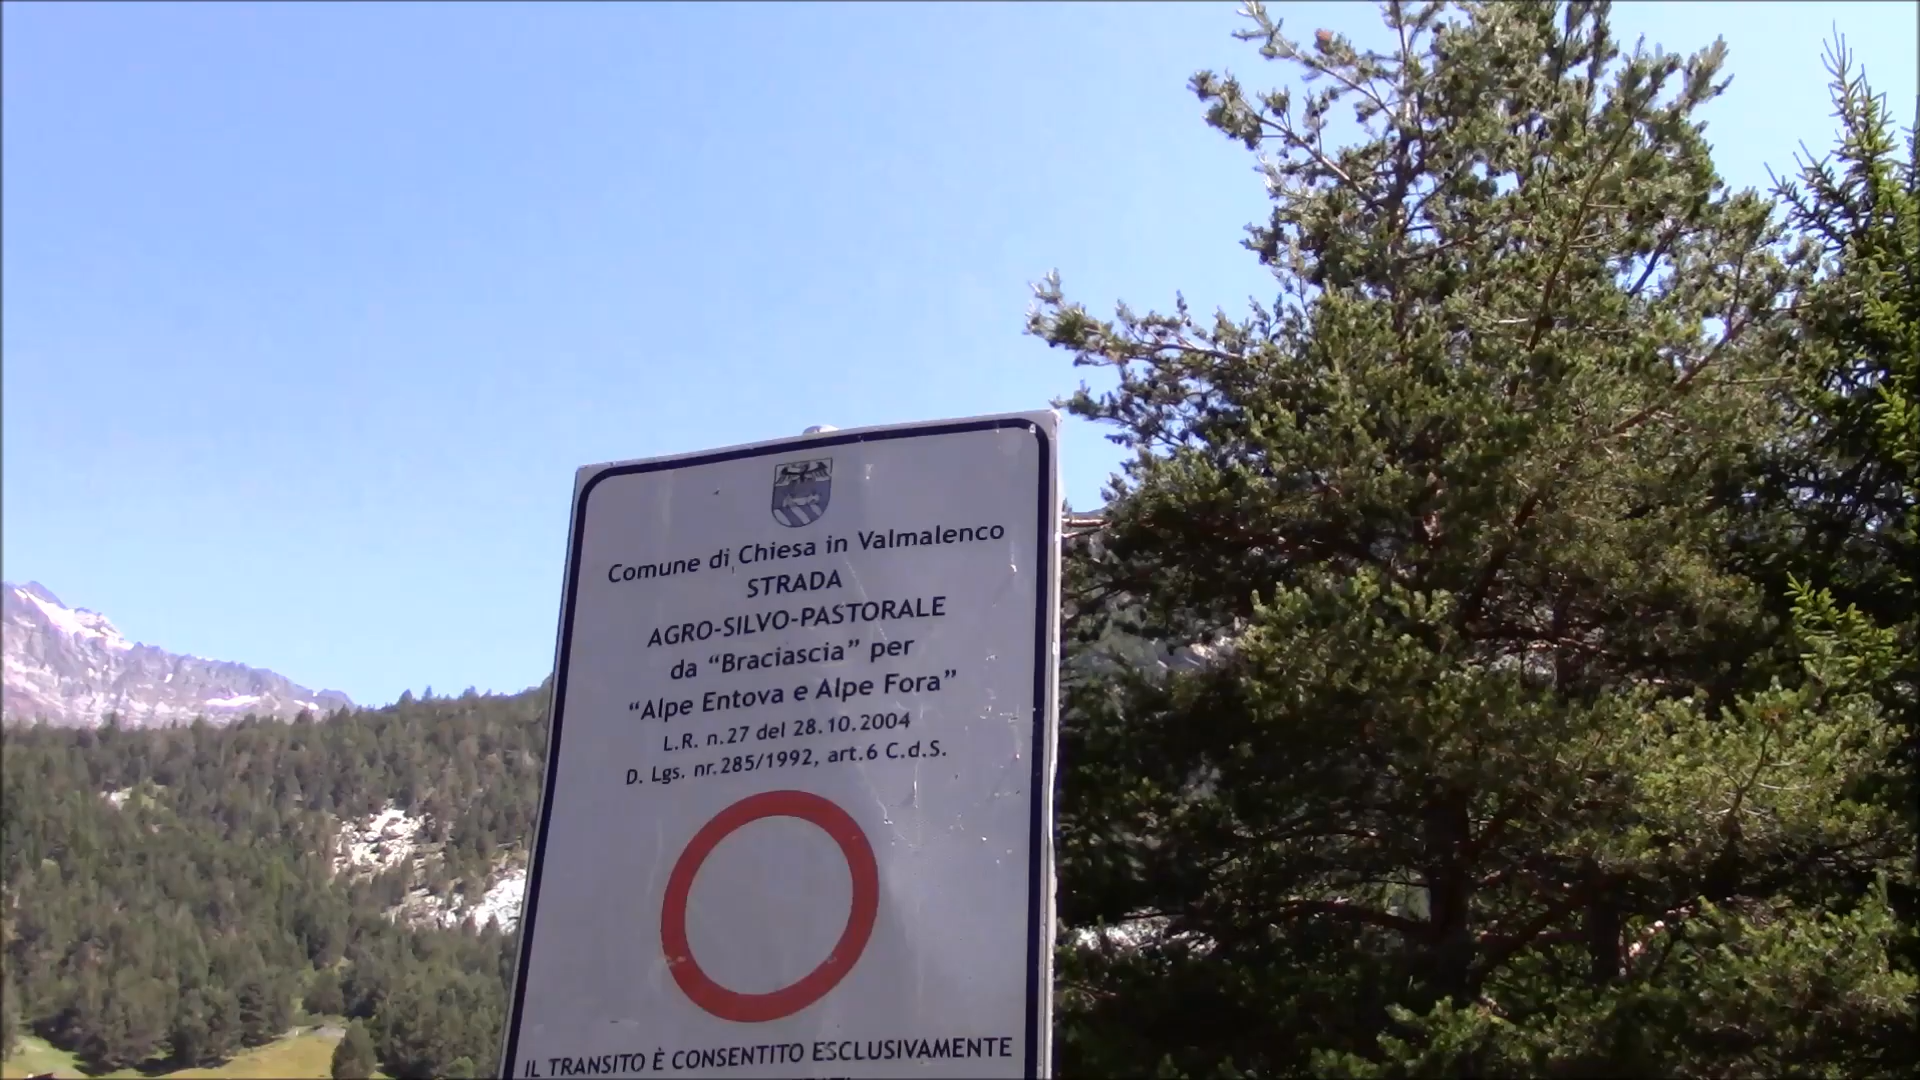 Comune di Chiesa in Valmalenco
STRADA
AGRO-SILVO-PASTORALE
da “Braciascia” per
“Alpe Entova e Alpe Fora”
L.R. n.27 del 28.10.2004
D. Lgs. nr.285/1992, art.6 C.d.S.
IL TRANSITO È CONSENTITO ESCLUSIVAMENTE